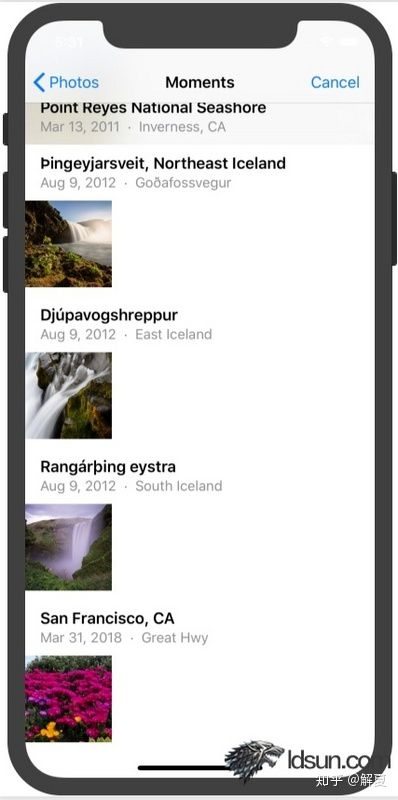 5:31
Photos
Moments
Cancel
Point Reyes National Seashore
Mar 13, 2011 · Inverness, CA
Þingeyjarsveit, Northeast Iceland
Aug 9, 2012 · Goðafossvegur
Djúpavogshreppur
Aug 9, 2012 · East Iceland
Rangárþing eystra
Aug 9, 2012 · South Iceland
San Francisco, CA
Mar 31, 2018 · Great Hwy
ldsun.com
知乎 @解夏